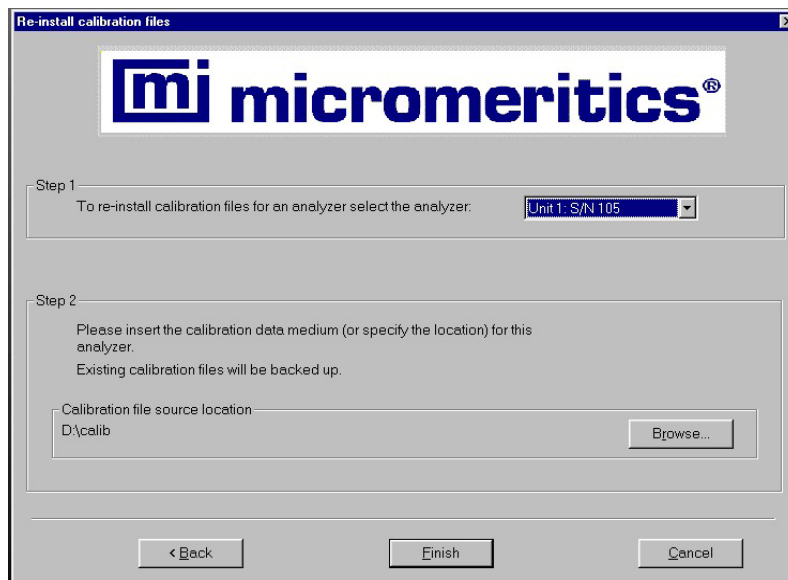 Re-install calibration files
mi micromeritics®
Step 1
To re-install calibration files for an analyzer select the analyzer:
Unit 1: S/N 105
Step 2
Please insert the calibration data medium (or specify the location) for this
analyzer.
Existing calibration files will be backed up.
Calibration file source location
D:\calib
Browse...
< Back
Finish
Cancel